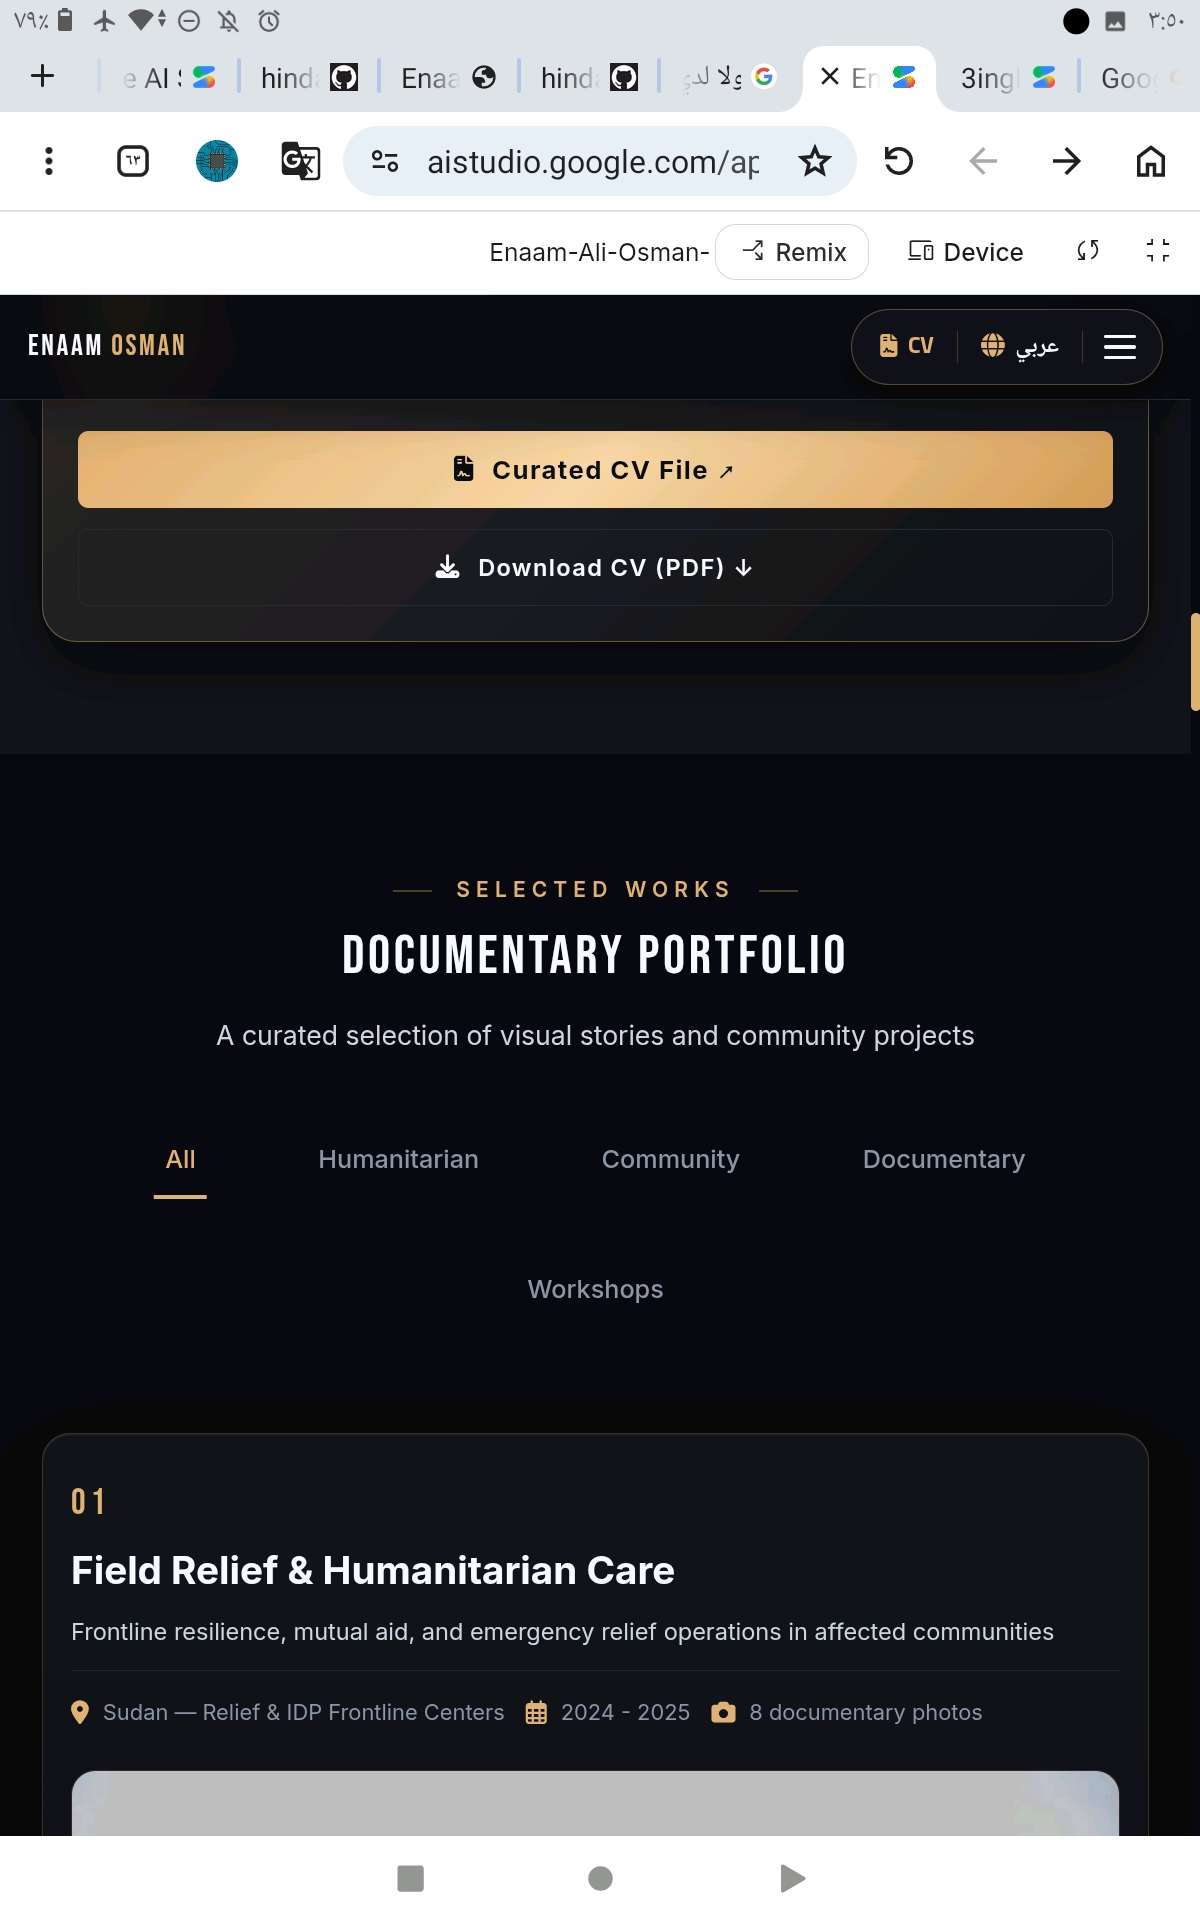 ٧٩٪ ٣:٥٠
e AI hind Enaa hind ولا لدي En 3ing Goo
٦٣ aistudio.google.com/ap
Enaam-Ali-Osman- Remix Device
ENAAM OSMAN CV عربي
Curated CV File ↗
Download CV (PDF) ↓
SELECTED WORKS
DOCUMENTARY PORTFOLIO
A curated selection of visual stories and community projects
All Humanitarian Community Documentary
Workshops
01
Field Relief & Humanitarian Care
Frontline resilience, mutual aid, and emergency relief operations in affected communities
Sudan — Relief & IDP Frontline Centers 2024 - 2025 8 documentary photos